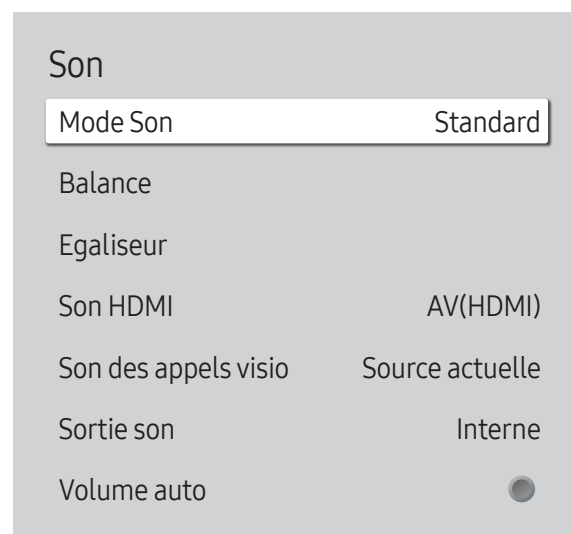 Son
Mode Son Standard
Balance
Egaliseur
Son HDMI AV(HDMI)
Son des appels visio Source actuelle
Sortie son Interne
Volume auto